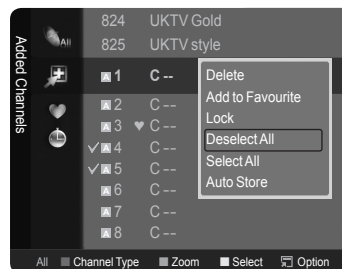 824 UKTV Gold
All 825 UKTV style
Added Channels
A 1 C --
A 2 C --
A 3 ♥ C --
✓ A 4 C --
✓ A 5 C --
A 6 C --
A 7 C --
A 8 C --
Delete
Add to Favourite
Lock
Deselect All
Select All
Auto Store
All Channel Type Zoom Select Option